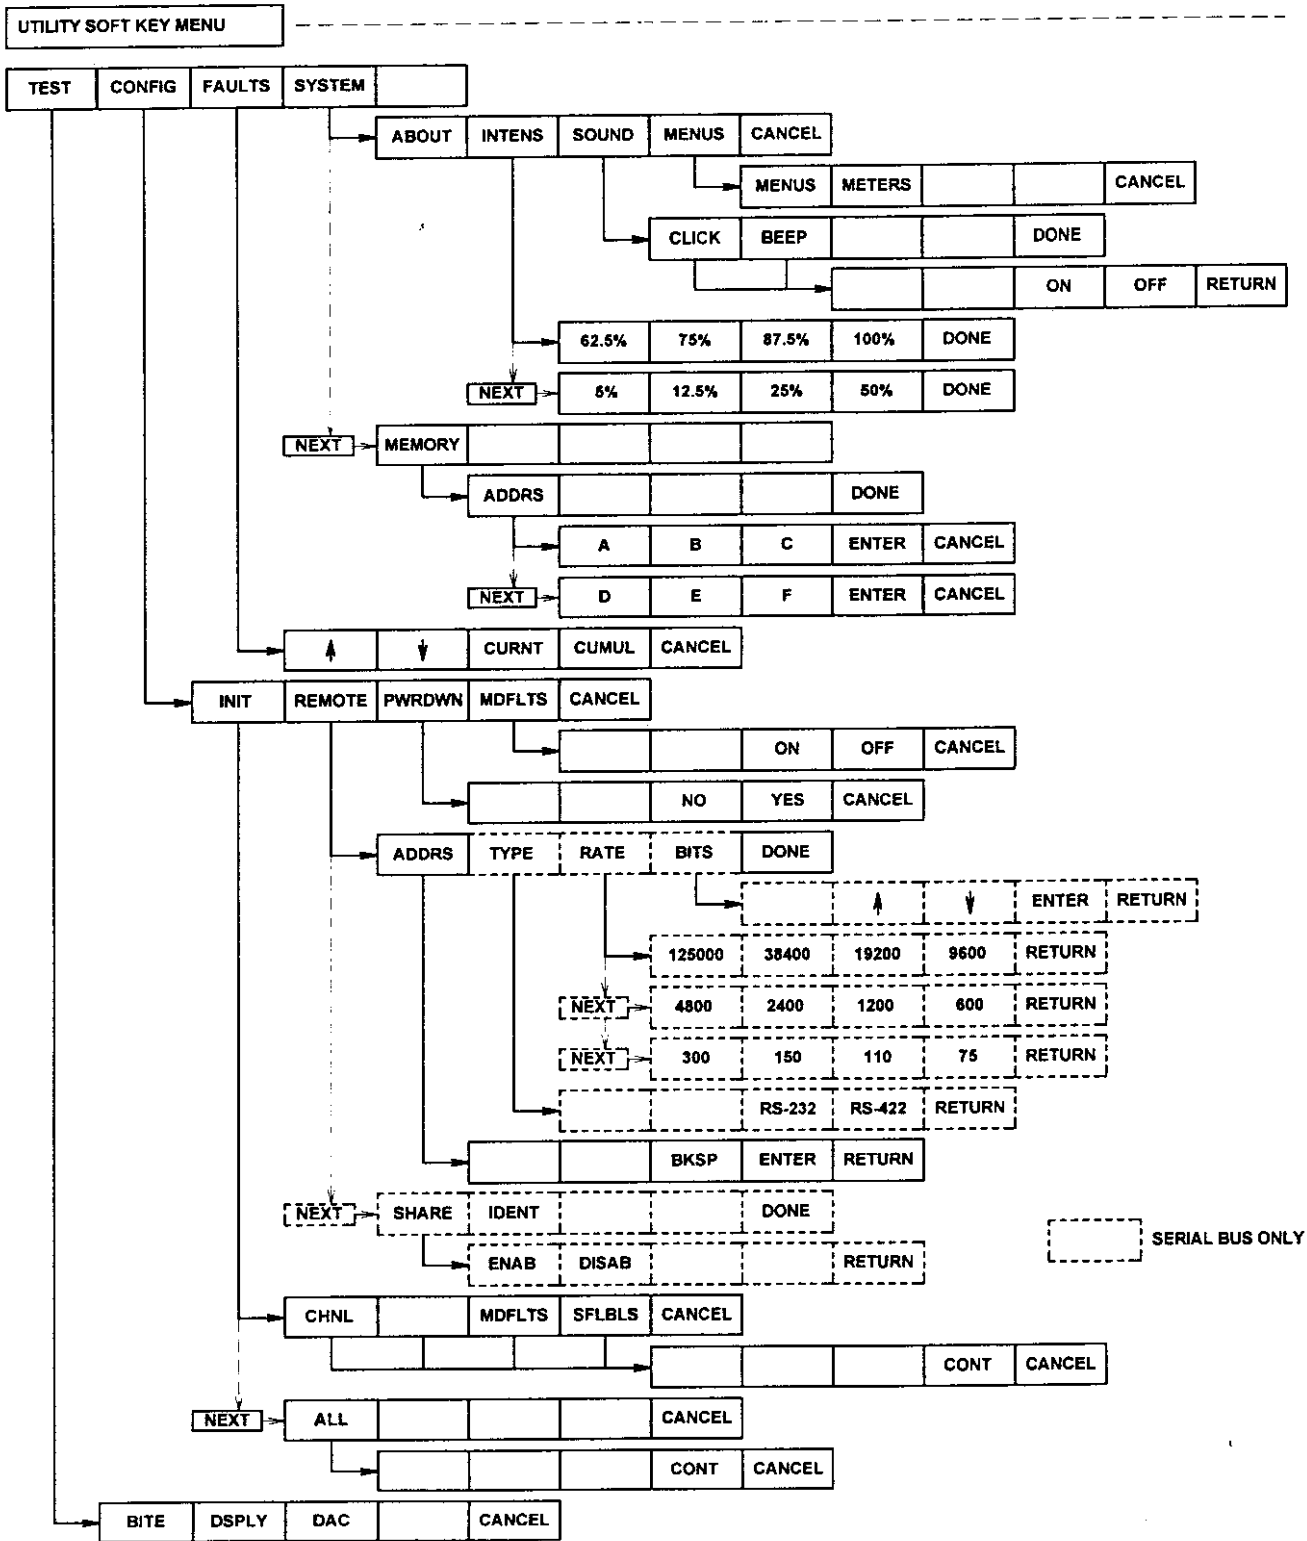 UTILITY SOFT KEY MENU
TEST CONFIG FAULTS SYSTEM
ABOUT INTENS SOUND MENUS CANCEL
MENUS METERS CANCEL
CLICK BEEP DONE
ON OFF RETURN
62.5% 75% 87.5% 100% DONE
NEXT 5% 12.5% 25% 50% DONE
NEXT MEMORY
ADDRS DONE
A B C ENTER CANCEL
NEXT D E F ENTER CANCEL
CURNT CUMUL CANCEL
INIT REMOTE PWRDWN MDFLTS CANCEL
ON OFF CANCEL
NO YES CANCEL
ADDRS TYPE RATE BITS DONE
ENTER RETURN
125000 38400 19200 9600 RETURN
NEXT 4800 2400 1200 600 RETURN
NEXT 300 150 110 75 RETURN
RS-232 RS-422 RETURN
BKSP ENTER RETURN
NEXT SHARE IDENT DONE
SERIAL BUS ONLY
ENAB DISAB RETURN
CHNL MDFLTS SFLBLS CANCEL
CONT CANCEL
NEXT ALL CANCEL
CONT CANCEL
BITE DSPLY DAC CANCEL